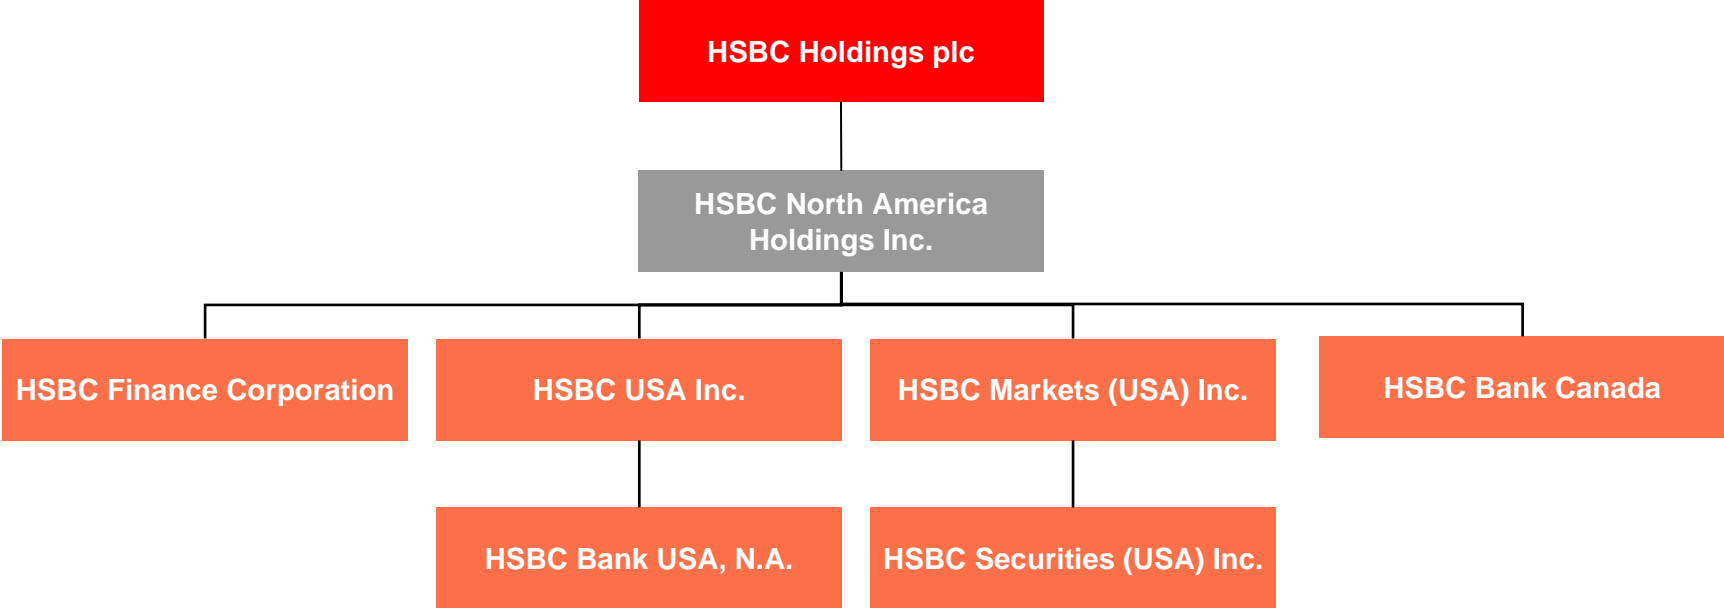 HSBC Holdings plc
HSBC North America
Holdings Inc.
HSBC Finance Corporation
HSBC USA Inc.
HSBC Markets (USA) Inc.
HSBC Bank Canada
HSBC Bank USA, N.A.
HSBC Securities (USA) Inc.